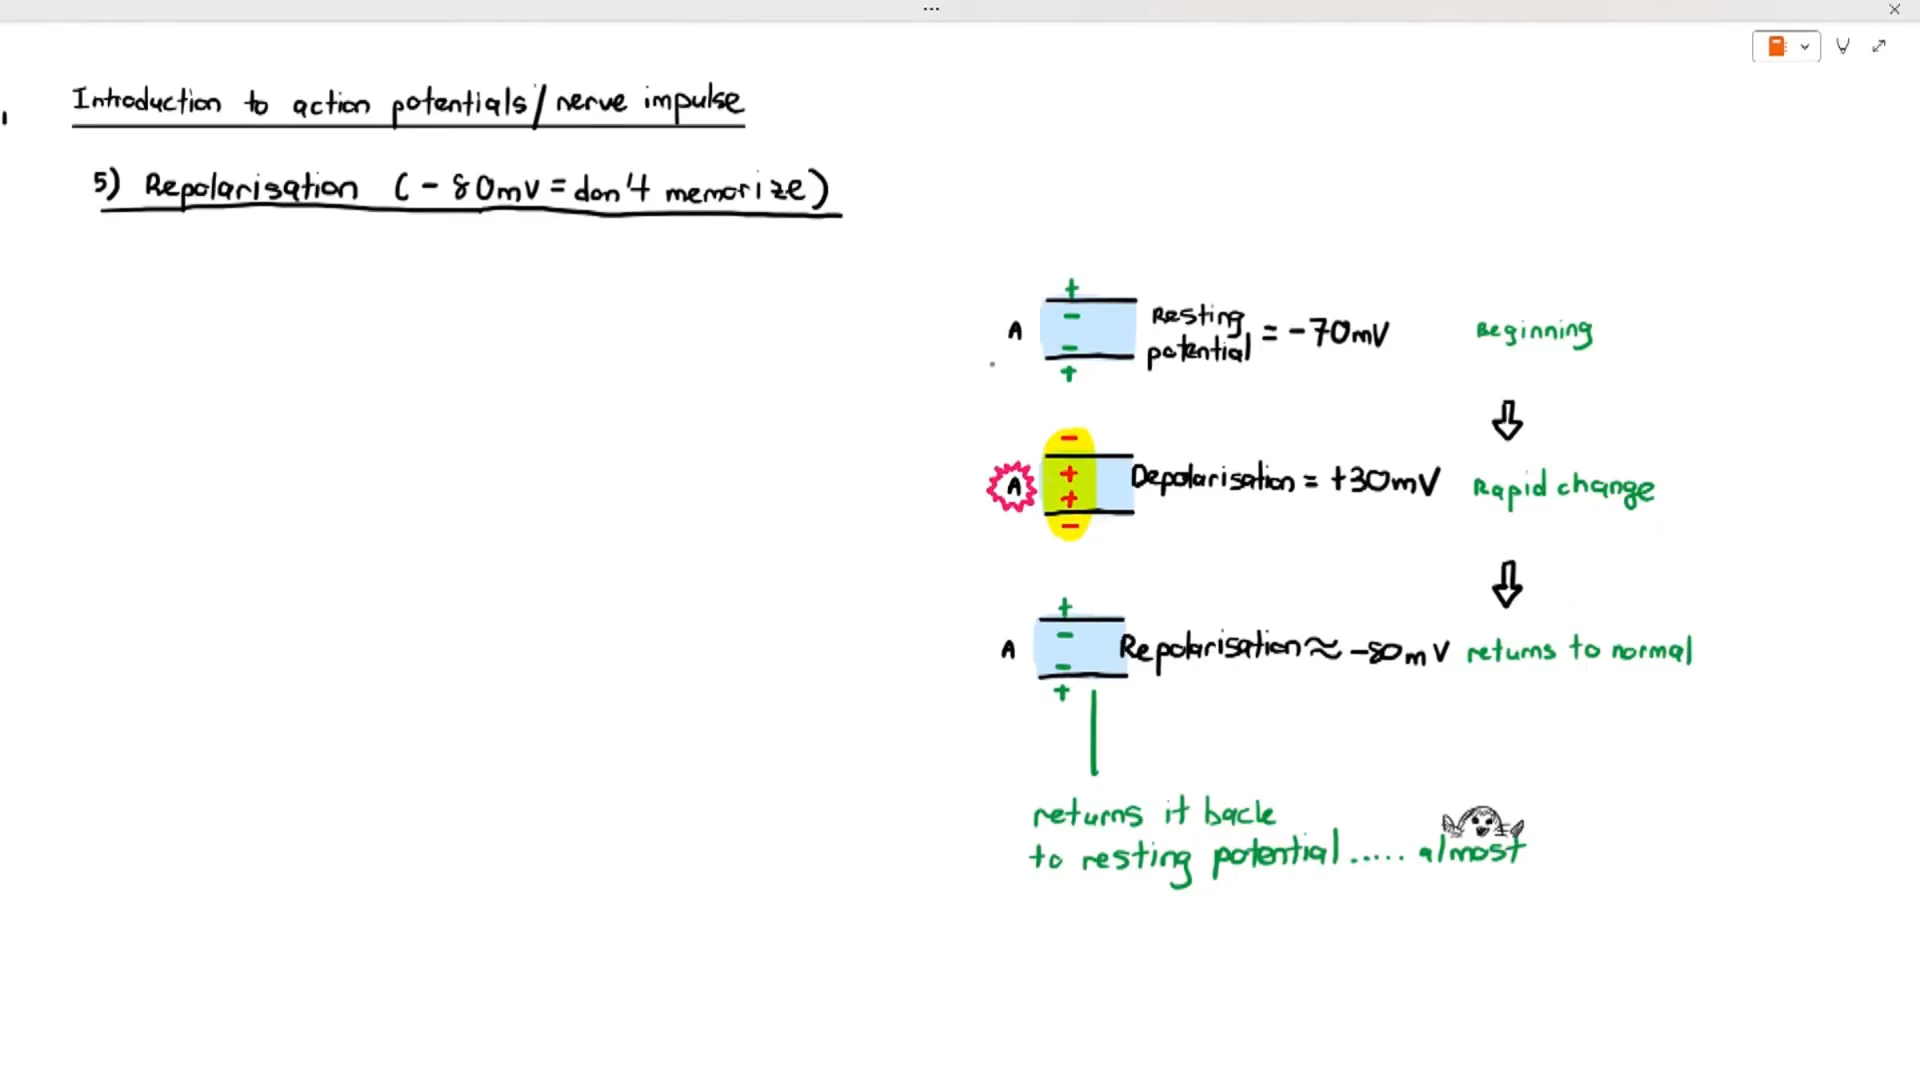 Introduction to action potentials/nerve impulse
5) Repolarisation (-80mV = don't memorize)
+
-
A Resting potential = -70mV Beginning
-
+
-
+
A Depolarisation = +30mV Rapid change
+
-
+
-
A Repolarisation ≈ -80mV returns to normal
-
+
returns it back
to resting potential ..... almost